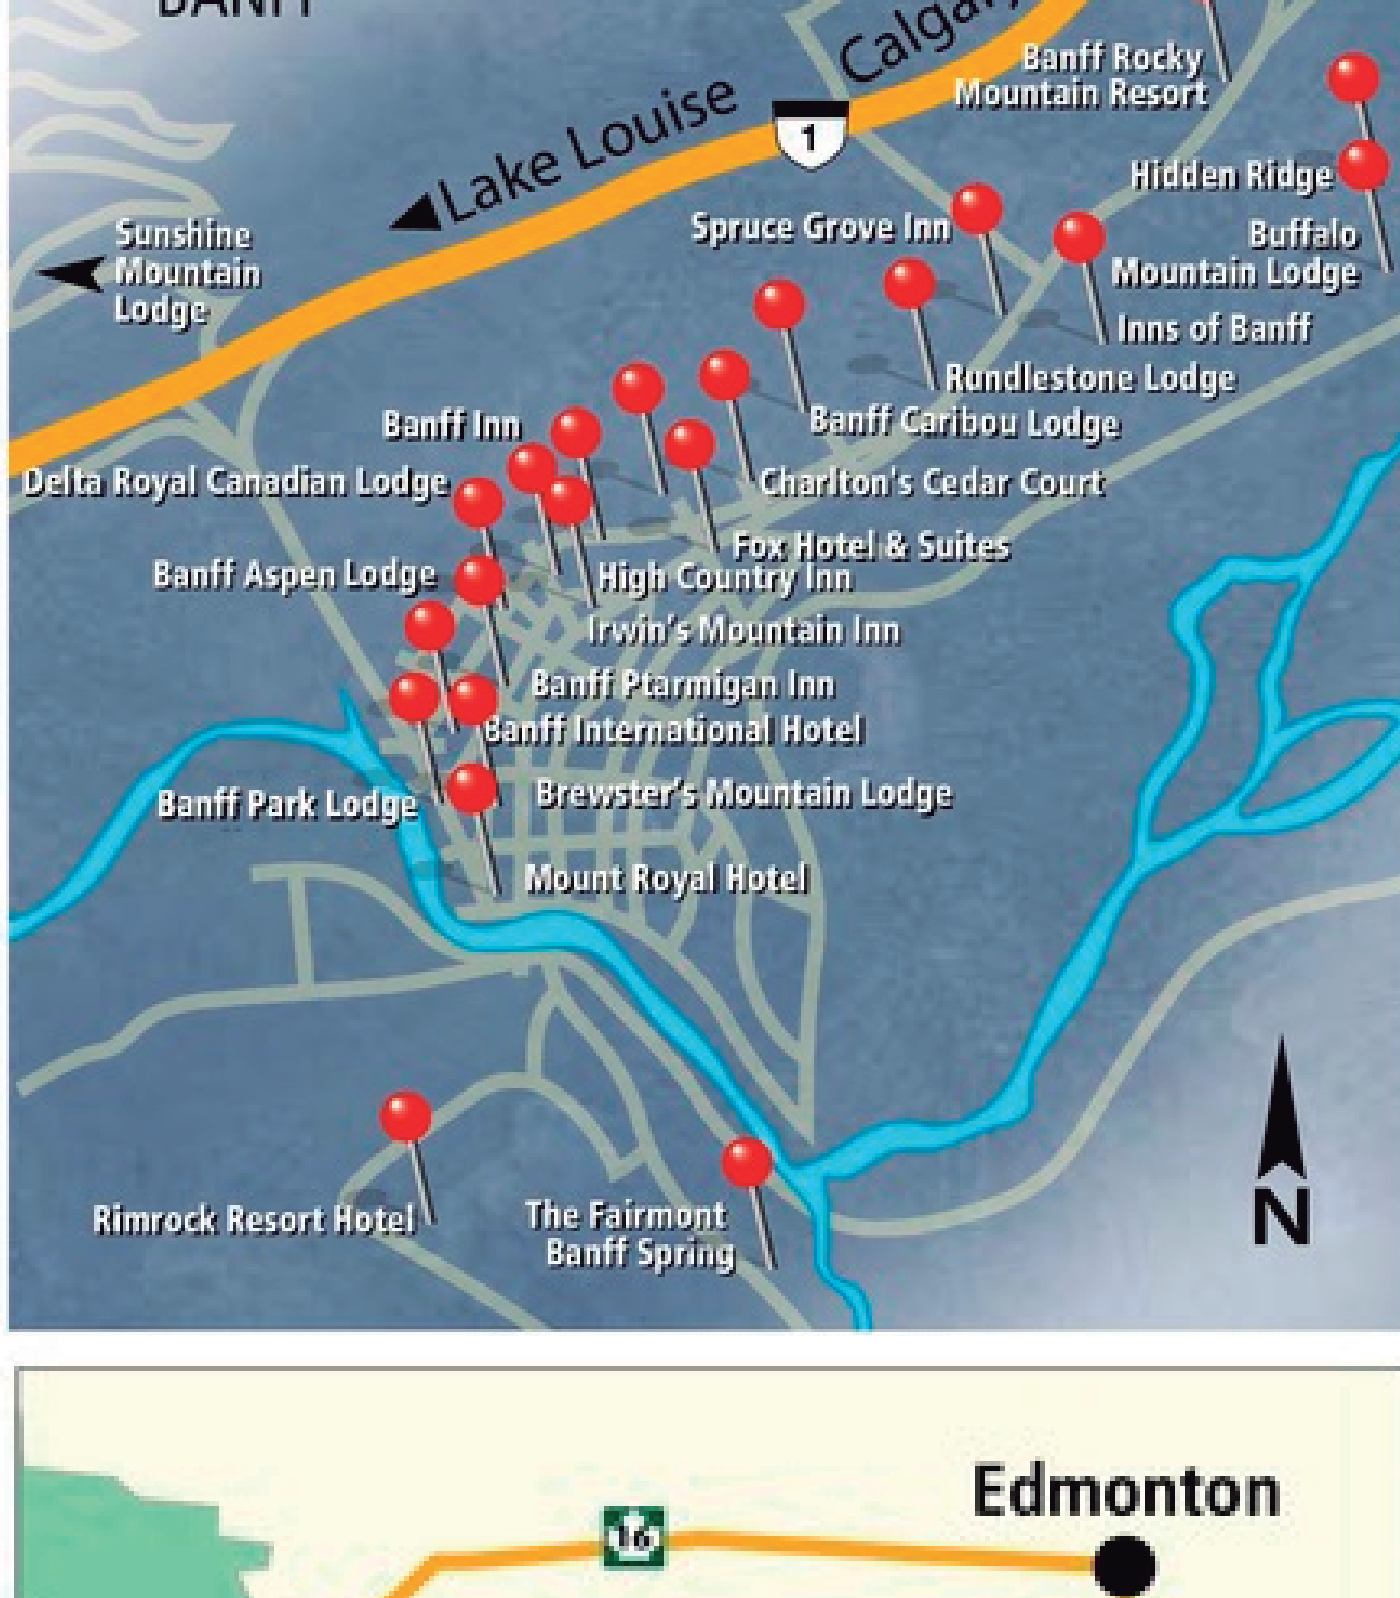 BANFF
Calgary
Banff Rocky
Mountain Resort
Lake Louise
1
Hidden Ridge
Spruce Grove Inn
Buffalo
Mountain Lodge
Sunshine
Mountain
Lodge
Inns of Banff
Rundlestone Lodge
Banff Inn
Banff Caribou Lodge
Delta Royal Canadian Lodge
Charlton's Cedar Court
Fox Hotel & Suites
Banff Aspen Lodge
High Country Inn
Irwin's Mountain Inn
Banff Ptarmigan Inn
Banff International Hotel
Banff Park Lodge
Brewster's Mountain Lodge
Mount Royal Hotel
N
Rimrock Resort Hotel
The Fairmont
Banff Spring
Edmonton
16